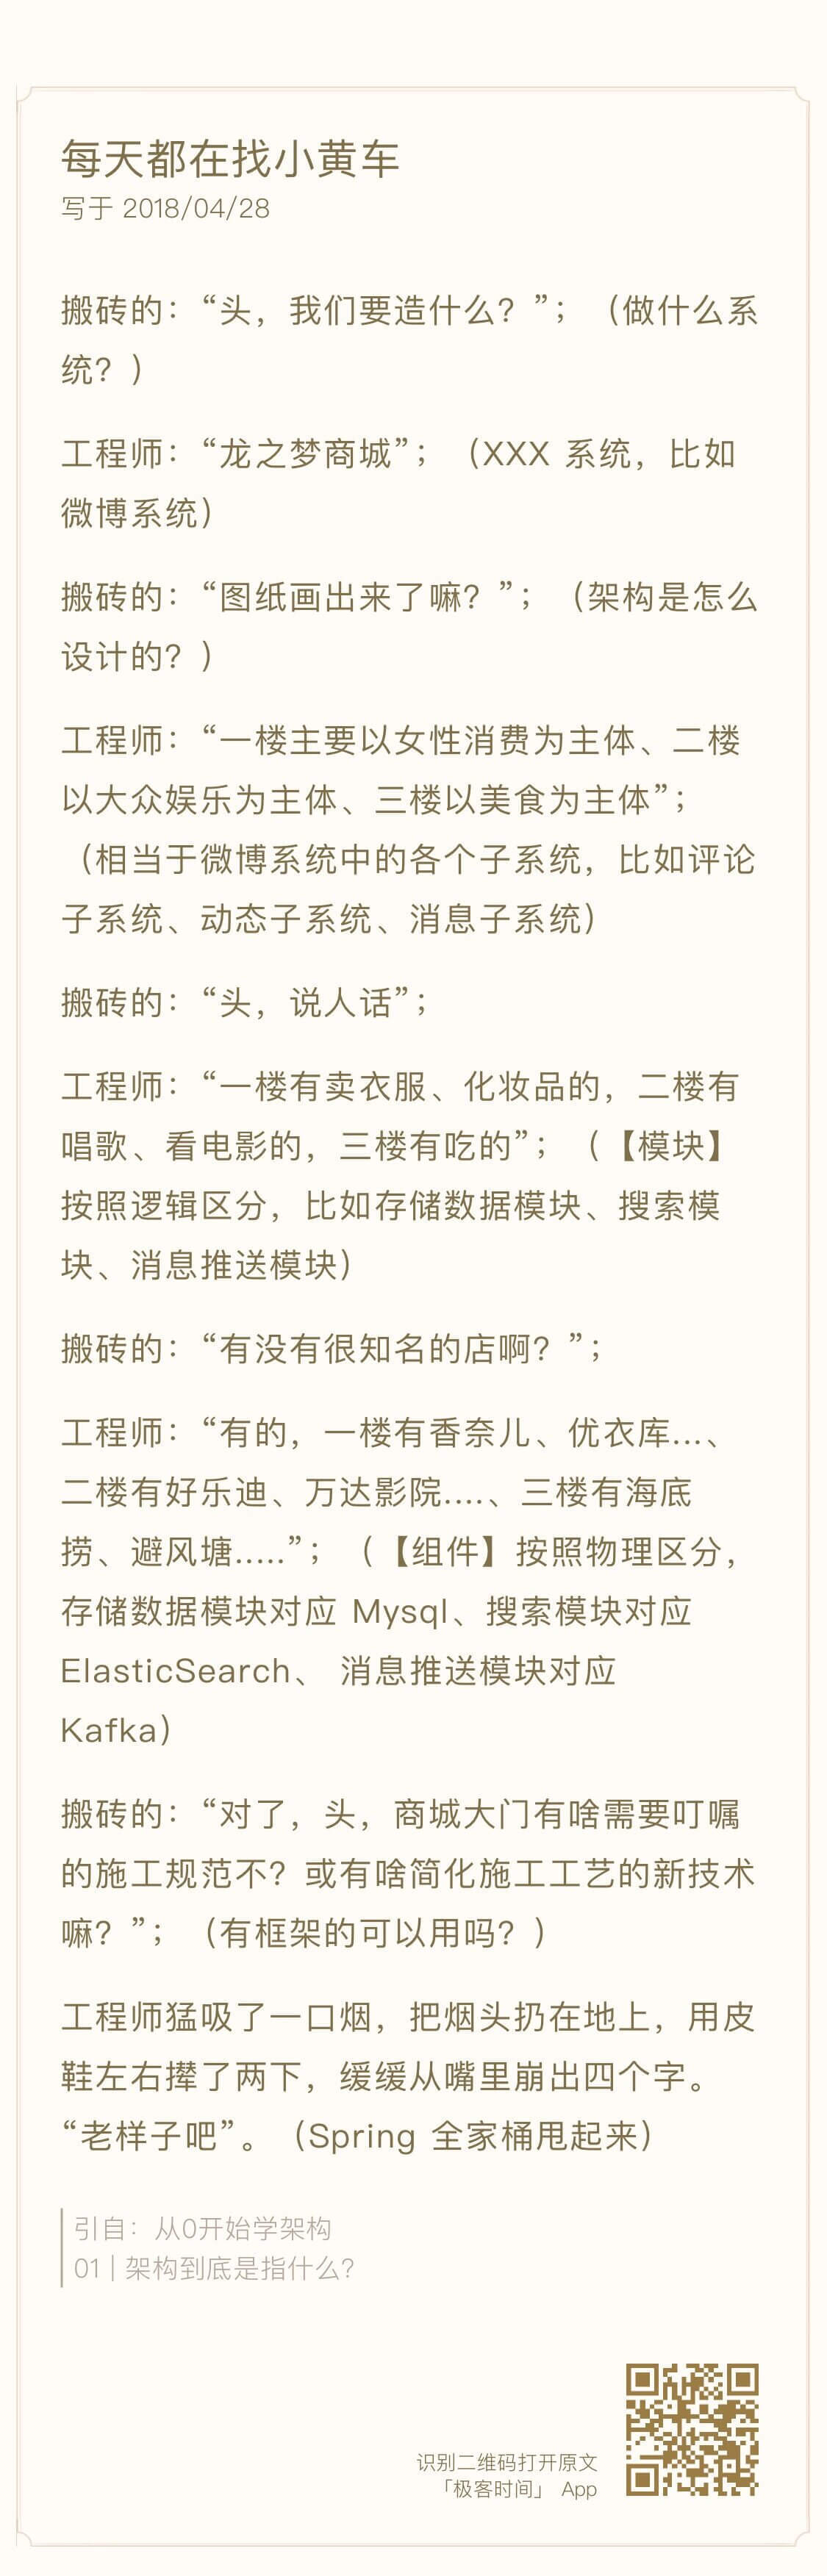 每天都在找小黄车
写于 2018/04/28
搬砖的：“头，我们要造什么？”；（做什么系
统？）
工程师：“龙之梦商城”；（XXX 系统，比如
微博系统）
搬砖的：“图纸画出来了嘛？”；（架构是怎么
设计的？）
工程师：“一楼主要以女性消费为主体、二楼
以大众娱乐为主体、三楼以美食为主体”；
（相当于微博系统中的各个子系统，比如评论
子系统、动态子系统、消息子系统）
搬砖的：“头，说人话”；
工程师：“一楼有卖衣服、化妆品的，二楼有
唱歌、看电影的，三楼有吃的”；（【模块】
按照逻辑区分，比如存储数据模块、搜索模
块、消息推送模块）
搬砖的：“有没有很知名的店啊？”；
工程师：“有的，一楼有香奈儿、优衣库...、
二楼有好乐迪、万达影院....、三楼有海底
捞、避风塘.....”；（【组件】按照物理区分，
存储数据模块对应 Mysql、搜索模块对应
ElasticSearch、 消息推送模块对应
Kafka）
搬砖的：“对了，头，商城大门有啥需要叮嘱
的施工规范不？或有啥简化施工工艺的新技术
嘛？”；（有框架的可以用吗？）
工程师猛吸了一口烟，把烟头扔在地上，用皮
鞋左右撵了两下，缓缓从嘴里崩出四个字。
“老样子吧”。（Spring 全家桶甩起来）
引自：从0开始学架构
01 | 架构到底是指什么？
识别二维码打开原文
「极客时间」 App